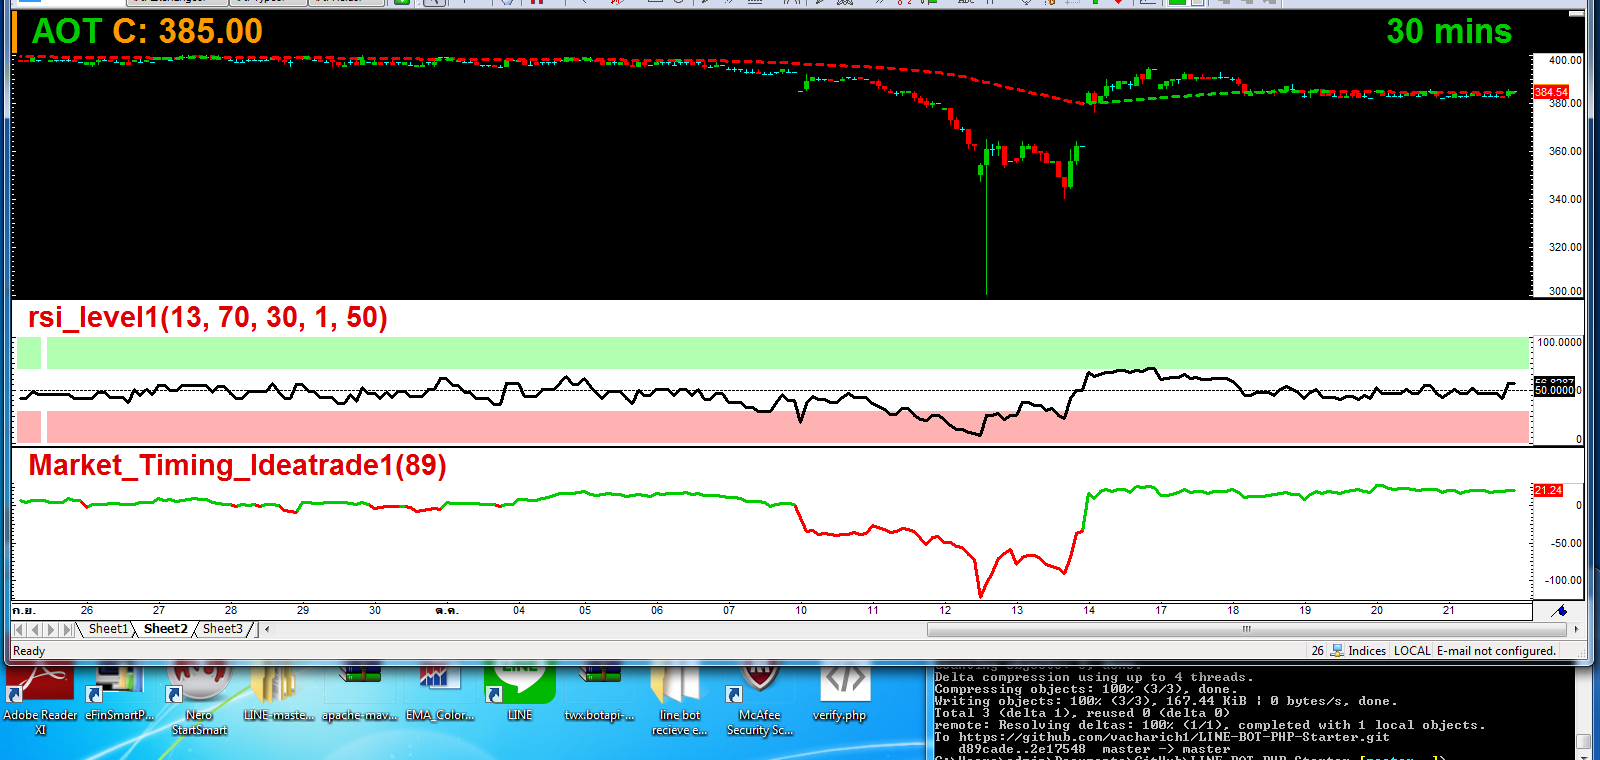 AOT C: 385.00
30 mins
400.00
384.54
380.00
360.00
340.00
320.00
300.00
rsi_level1(13, 70, 30, 1, 50)
100.0000
50.0000
0
0
Market_Timing_Ideatrade1(89)
21.24
0
-50.00
-100.00
ก.ย. 26 27 28 29 30 ต.ค. 04 05 06 07 10 11 12 13 14 17 18 19 20 21
Sheet1 Sheet2 Sheet3
Ready
26 Indices LOCAL E-mail not configured.
Adobe Reader XI
eFinSmartP...
Nero StartSmart
LINE-maste...
apache-mav...
EMA_Color...
LINE
twx.botapi-...
line bot recieve e...
McAfee Security Sc...
verify.php
Delta compression using up to 4 threads.
Compressing objects: 100% (3/3), done.
Writing objects: 100% (3/3), 167.44 KiB | 0 bytes/s, done.
Total 3 (delta 1), reused 0 (delta 0)
remote: Resolving deltas: 100% (1/1), completed with 1 local objects.
To https://github.com/vacharich1/LINE-BOT-PHP-Starter.git
d89cade..2e17548 master -> master